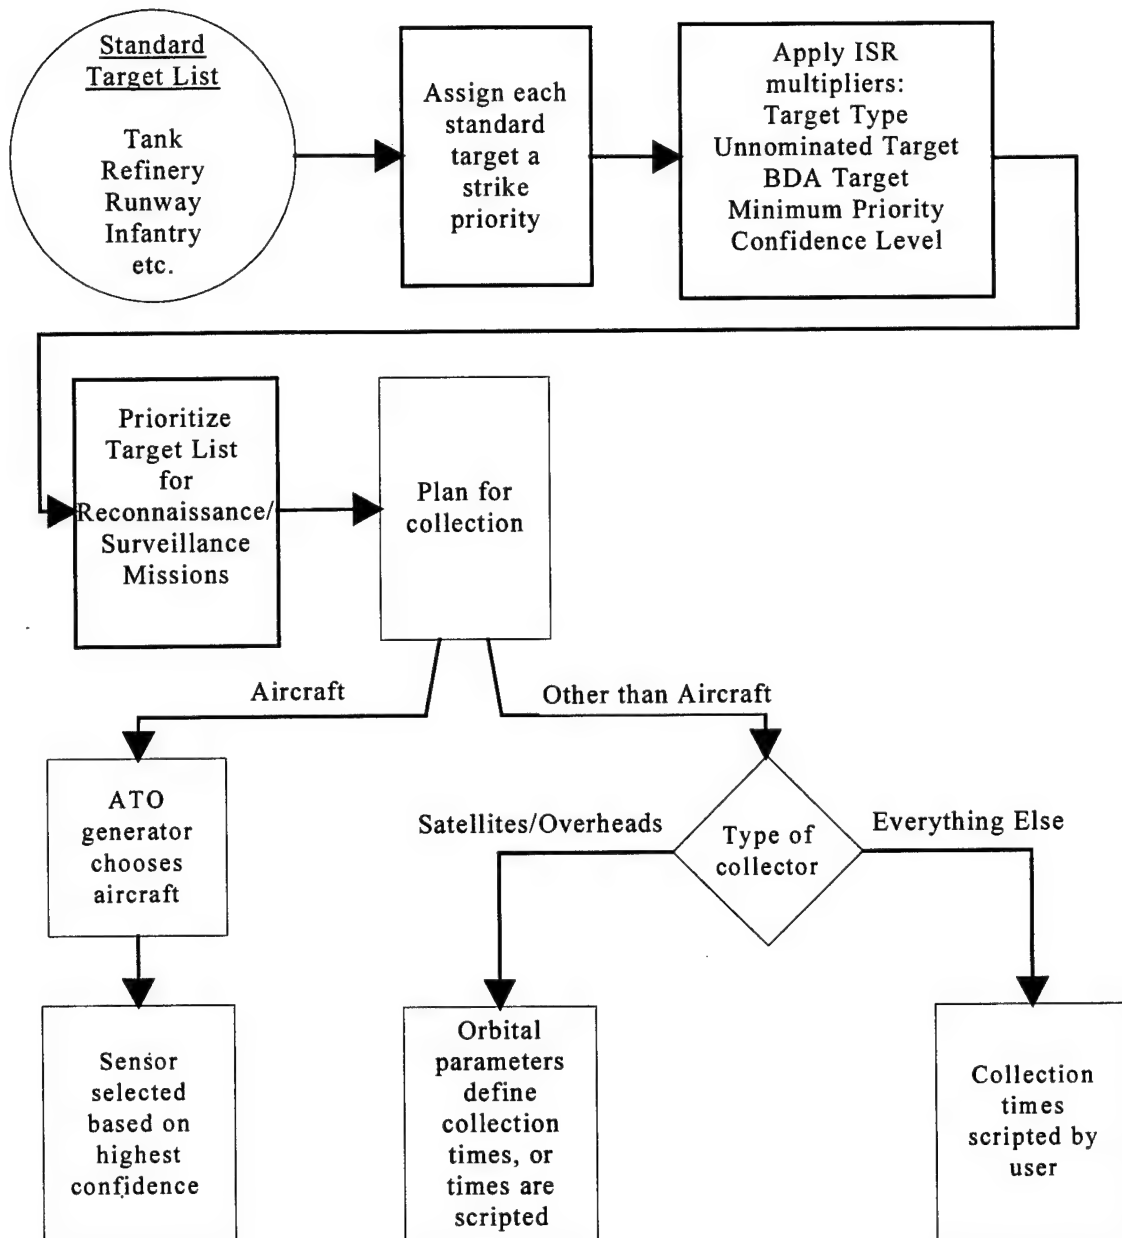 Standard
Target List
Tank
Refinery
Runway
Infantry
etc.
Assign each
standard
target a
strike
priority
Apply ISR
multipliers:
Target Type
Unnominated Target
BDA Target
Minimum Priority
Confidence Level
Prioritize
Target List
for
Reconnaissance/
Surveillance
Missions
Plan for
collection
Aircraft
Other than Aircraft
ATO
generator
chooses
aircraft
Satellites/Overheads
Type of
collector
Everything Else
Sensor
selected
based on
highest
confidence
Orbital
parameters
define
collection
times, or
times are
scripted
Collection
times
scripted by
user